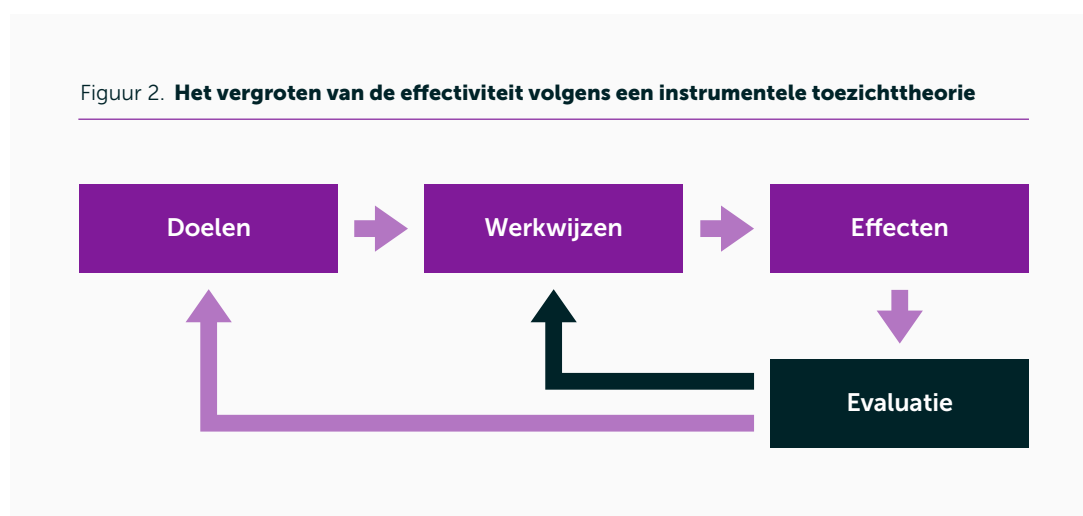 Figuur 2. Het vergroten van de effectiviteit volgens een instrumentele toezichttheorie
Doelen
Werkwijzen
Effecten
Evaluatie